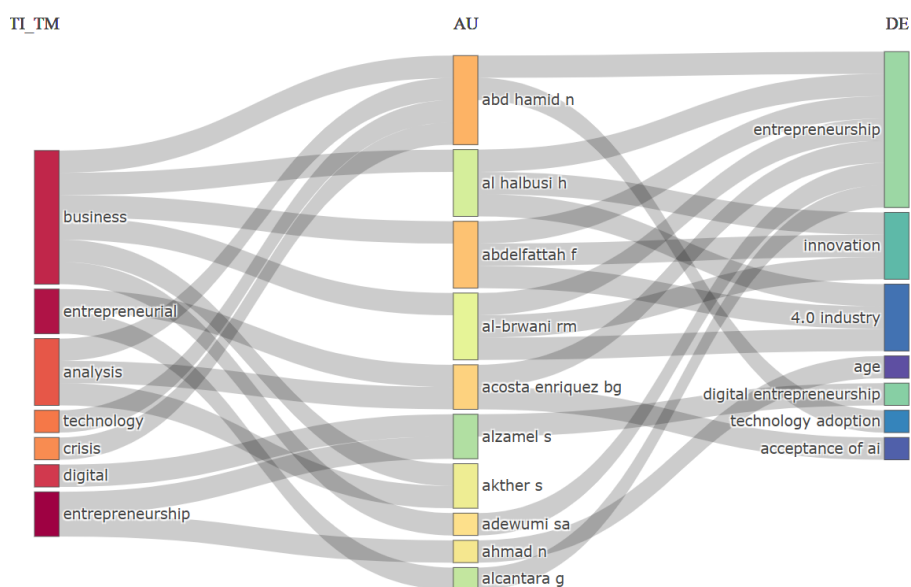 TI_TM
AU
DE
business
entrepreneurial
analysis
technology
crisis
digital
entrepreneurship
abd hamid n
al halbusi h
abdelfattah f
al-brwani rm
acosta enriquez bg
alzamel s
akther s
adewumi sa
ahmad n
alcantara g
entrepreneurship
innovation
4.0 industry
age
digital entrepreneurship
technology adoption
acceptance of ai